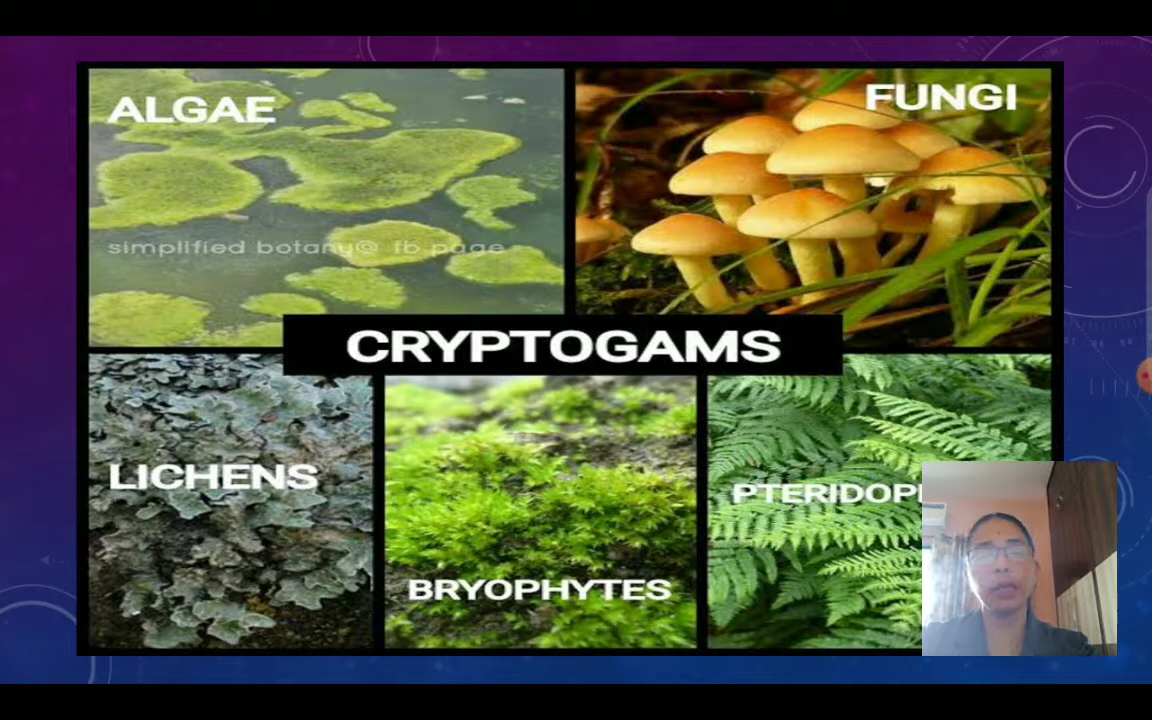 ALGAE
FUNGI
simplified botany@ fb page
CRYPTOGAMS
LICHENS
BRYOPHYTES